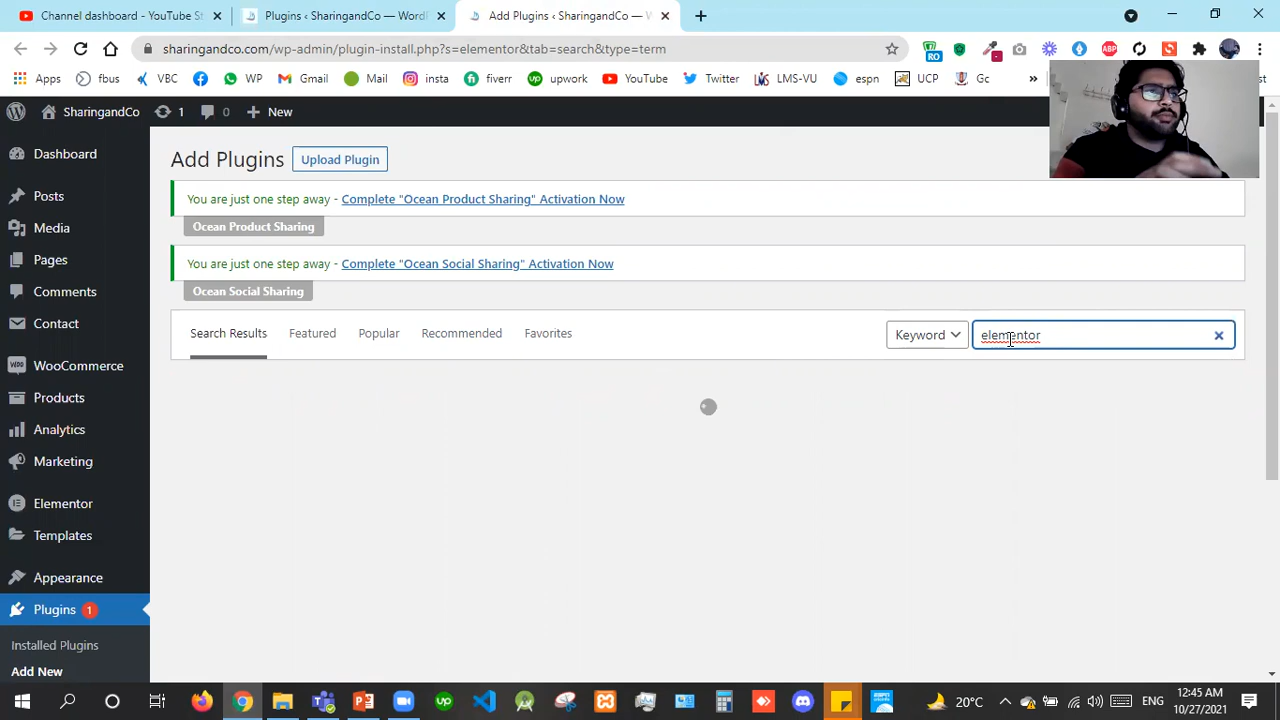 Channel dashboard - YouTube St
Plugins ‹ SharingandCo — WordF
Add Plugins ‹ SharingandCo — W
sharingandco.com/wp-admin/plugin-install.php?s=elementor&tab=search&type=term
RO
ABP
Apps
fbus
VBC
WP
Gmail
Mail
insta
fiverr
upwork
YouTube
Twitter
LMS-VU
espn
UCP
Gc
»
SharingandCo
1
0
New
Dashboard
Posts
Media
Pages
Comments
Contact
WooCommerce
Products
Analytics
Marketing
Elementor
Templates
Appearance
Plugins 1
Installed Plugins
Add New
Add Plugins
Upload Plugin
You are just one step away - Complete "Ocean Product Sharing" Activation Now
Ocean Product Sharing
You are just one step away - Complete "Ocean Social Sharing" Activation Now
Ocean Social Sharing
Search Results
Featured
Popular
Recommended
Favorites
Keyword
elementor
20°C
ENG
12:45 AM
10/27/2021